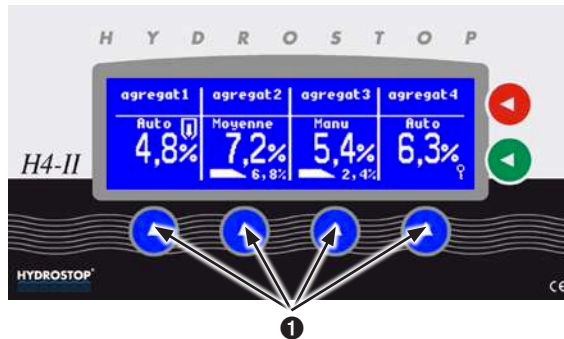 H Y D R O S T O P
agregat1 agregat2 agregat3 agregat4
Auto Moyenne Manu Auto
4,8% 7,2% 5,4% 6,3%
6,8% 2,4%
H4-II
HYDROSTOP®
CE
1